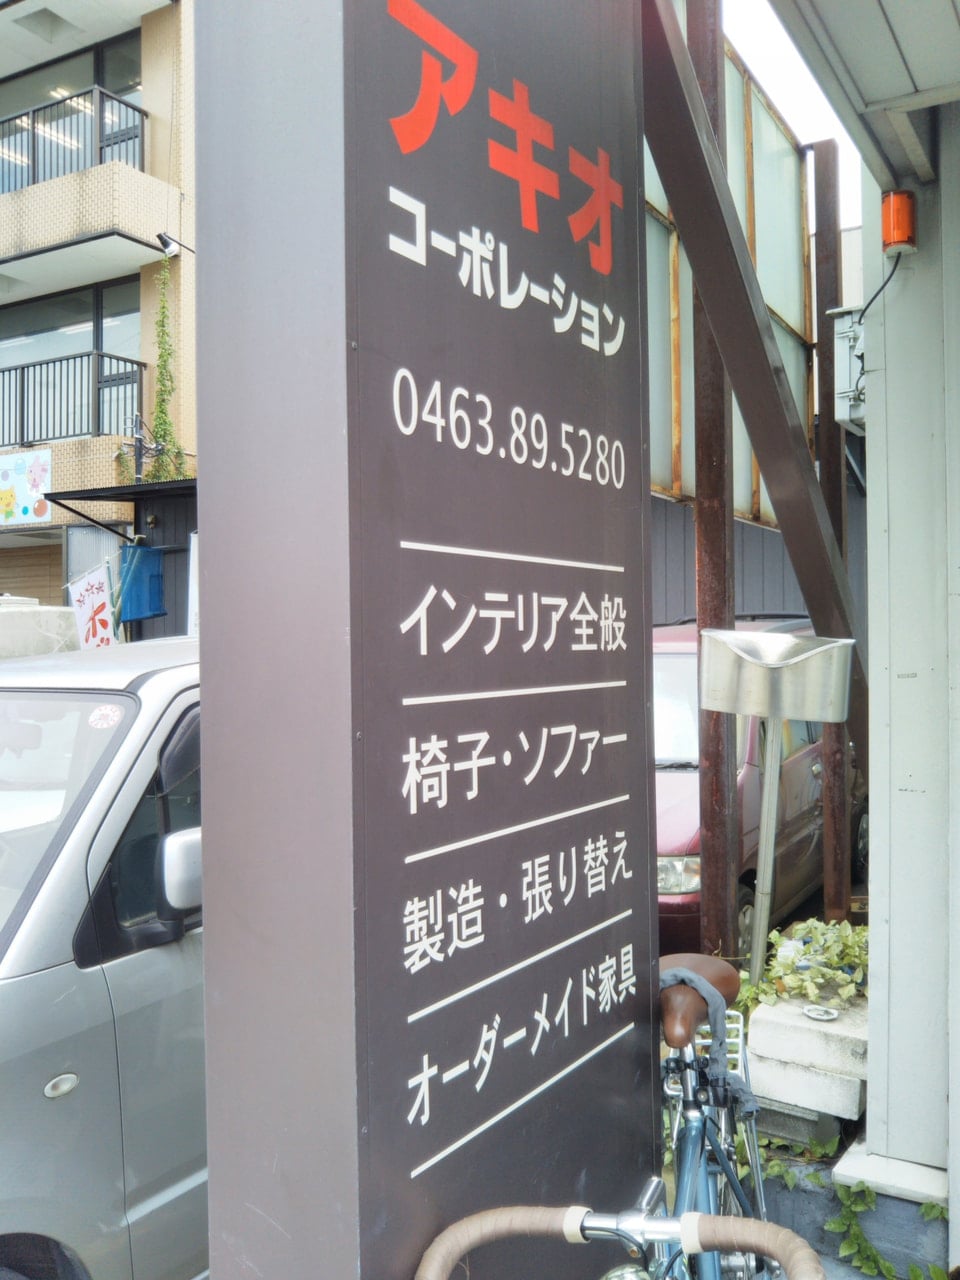 アキオ
コーポレーション
0463.89.5280
インテリア全般
椅子・ソファー
製造・張り替え
オーダーメイド家具